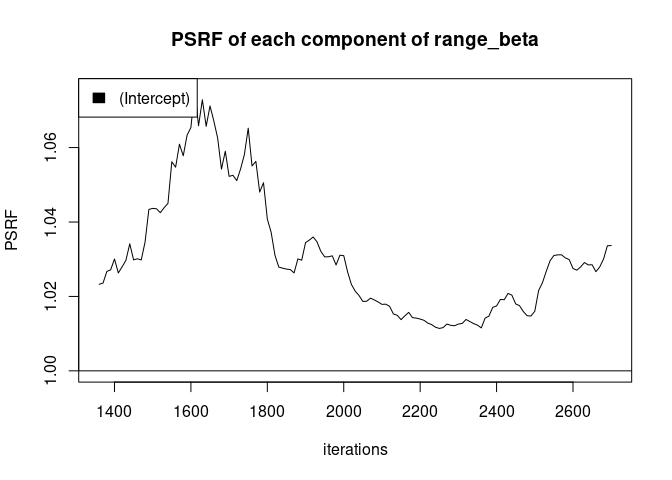 PSRF of each component of range_beta
(Intercept)
PSRF
1.00
1.02
1.04
1.06
1400
1600
1800
2000
2200
2400
2600
iterations